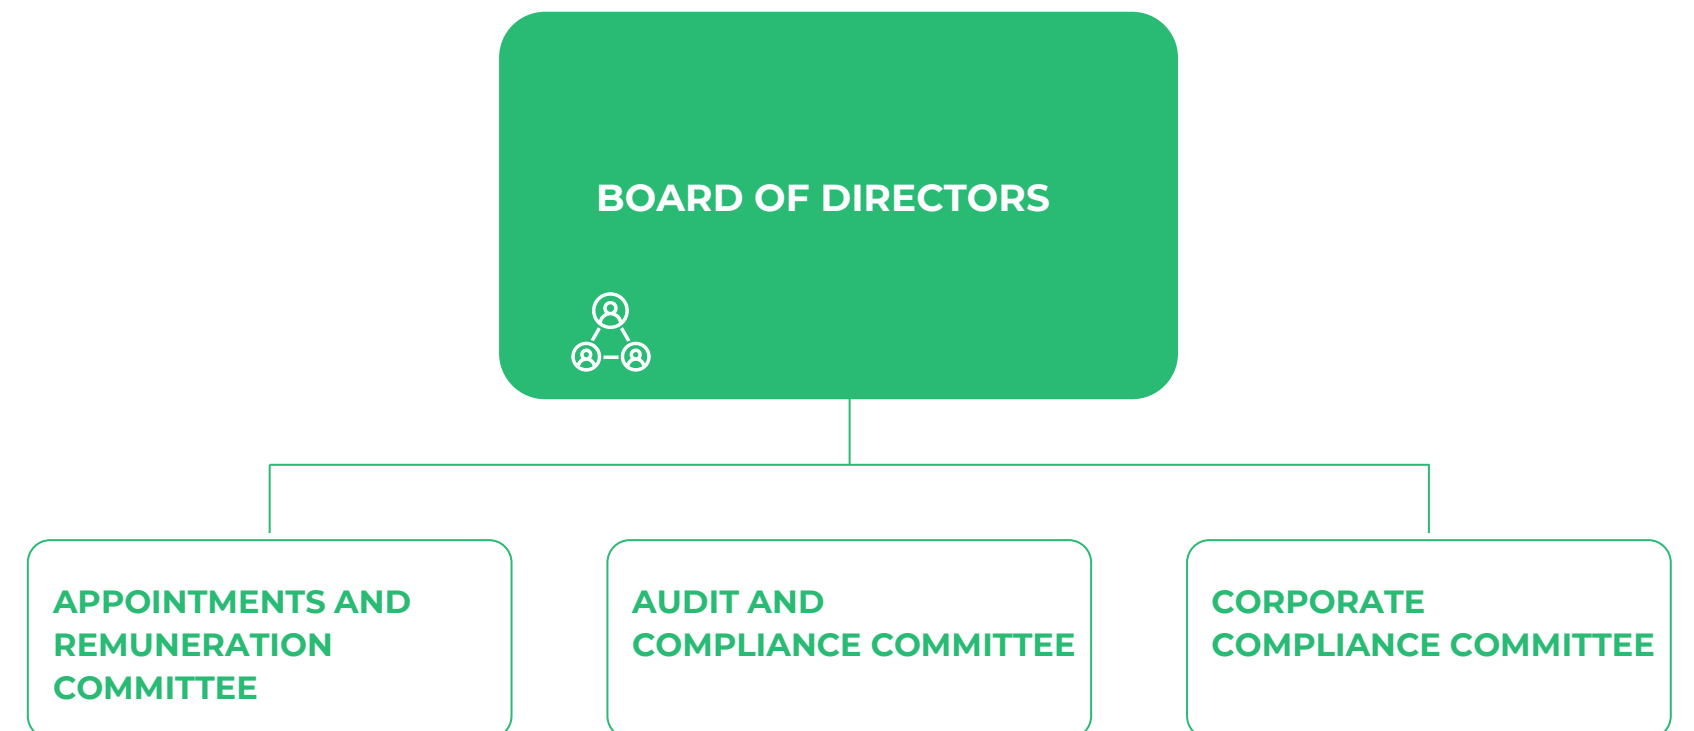 BOARD OF DIRECTORS
APPOINTMENTS AND
REMUNERATION
COMMITTEE
AUDIT AND
COMPLIANCE COMMITTEE
CORPORATE
COMPLIANCE COMMITTEE